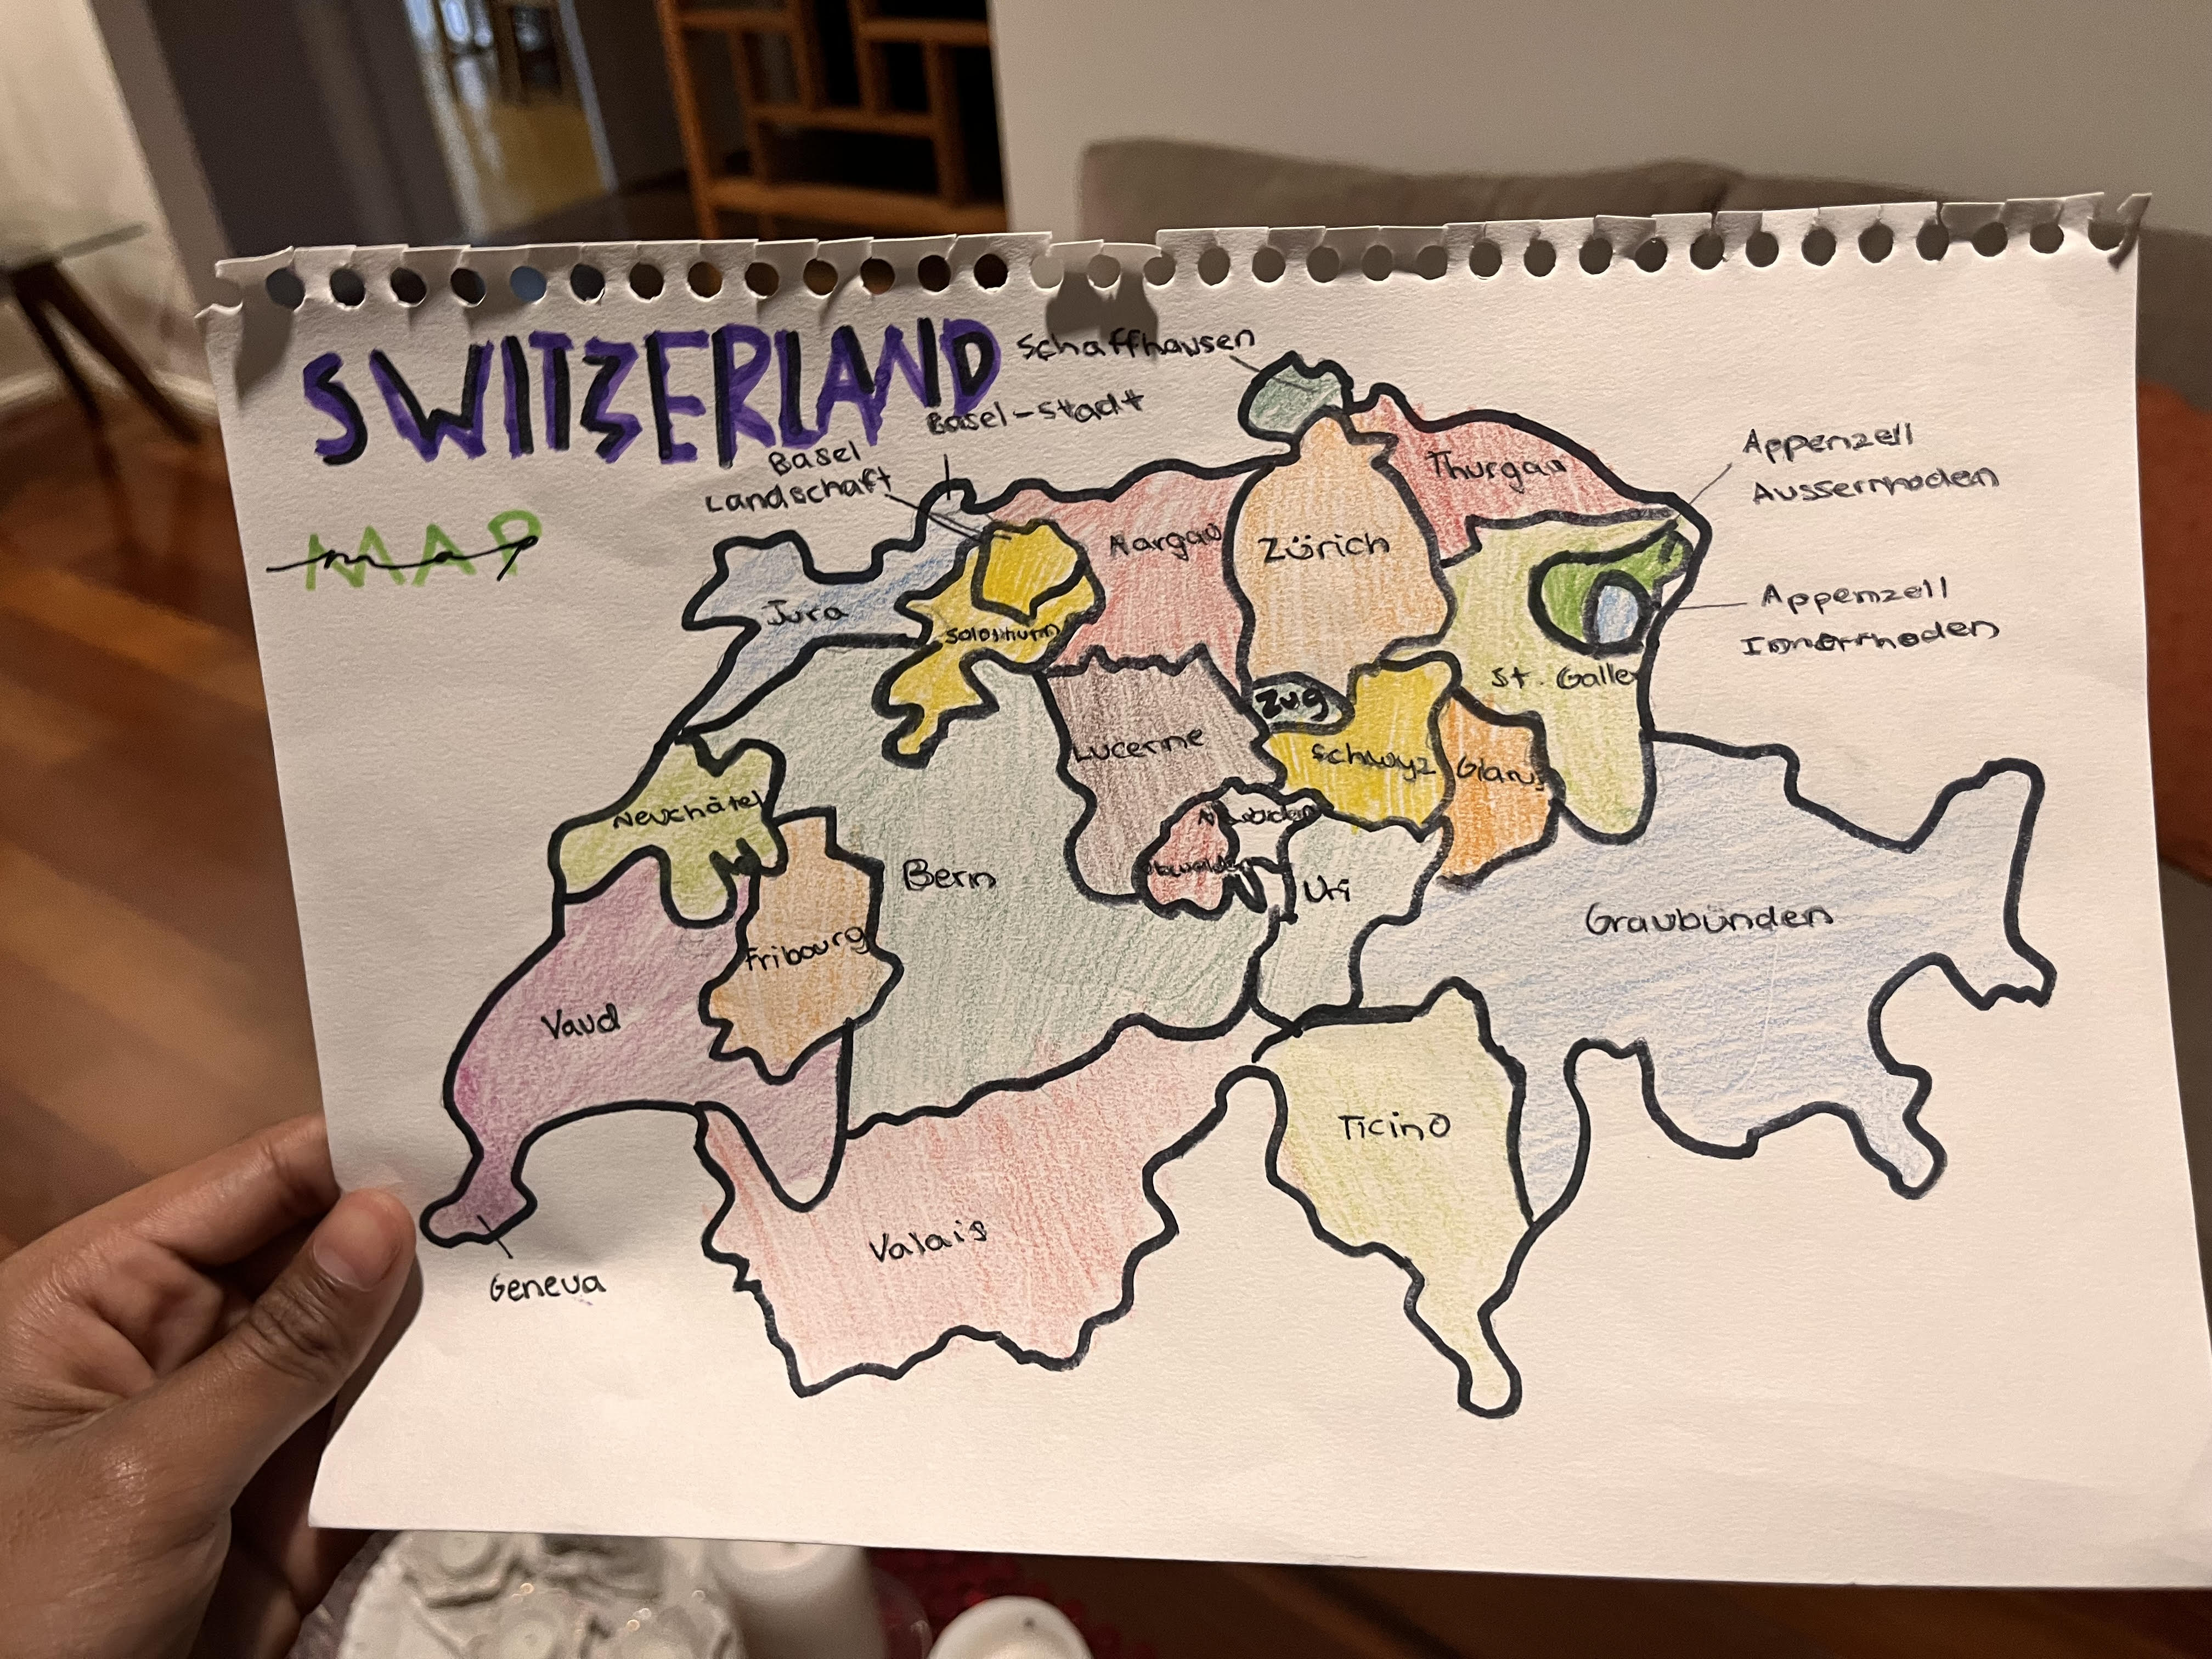 SWITZERLAND
MAP
map
Schaffhausen
Basel-Stadt
Basel
Landschaft
Appenzell
Ausserrhoden
Thurgau
Aargau
Zürich
Jura
Solothurn
Appenzell
Innerrhoden
St. Gallen
Zug
Lucerne
Schwyz
Glarus
Neuchâtel
Nidwalden
Obwalden
Bern
Uri
Fribourg
Graubünden
Vaud
Ticino
Valais
Geneva